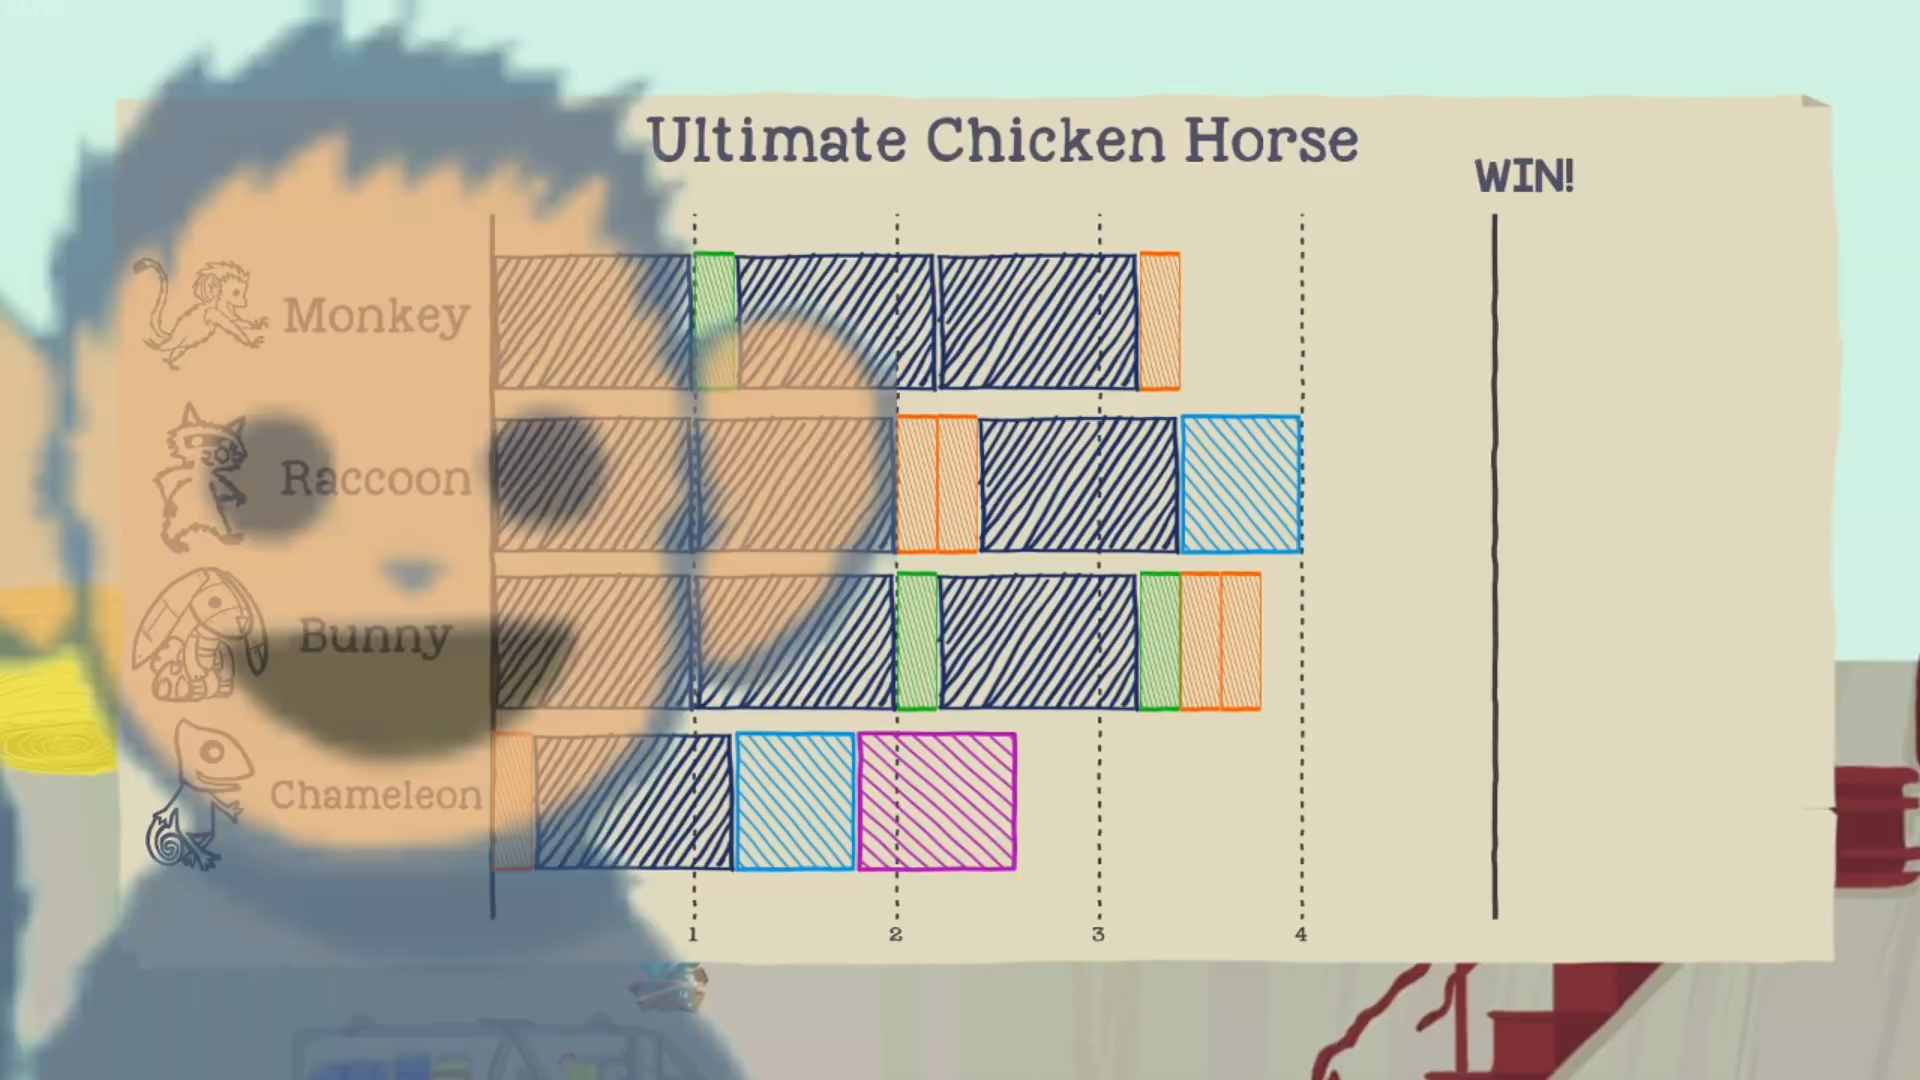 Ultimate Chicken Horse
WIN!
Monkey
Raccoon
Bunny
Chameleon
1 2 3 4